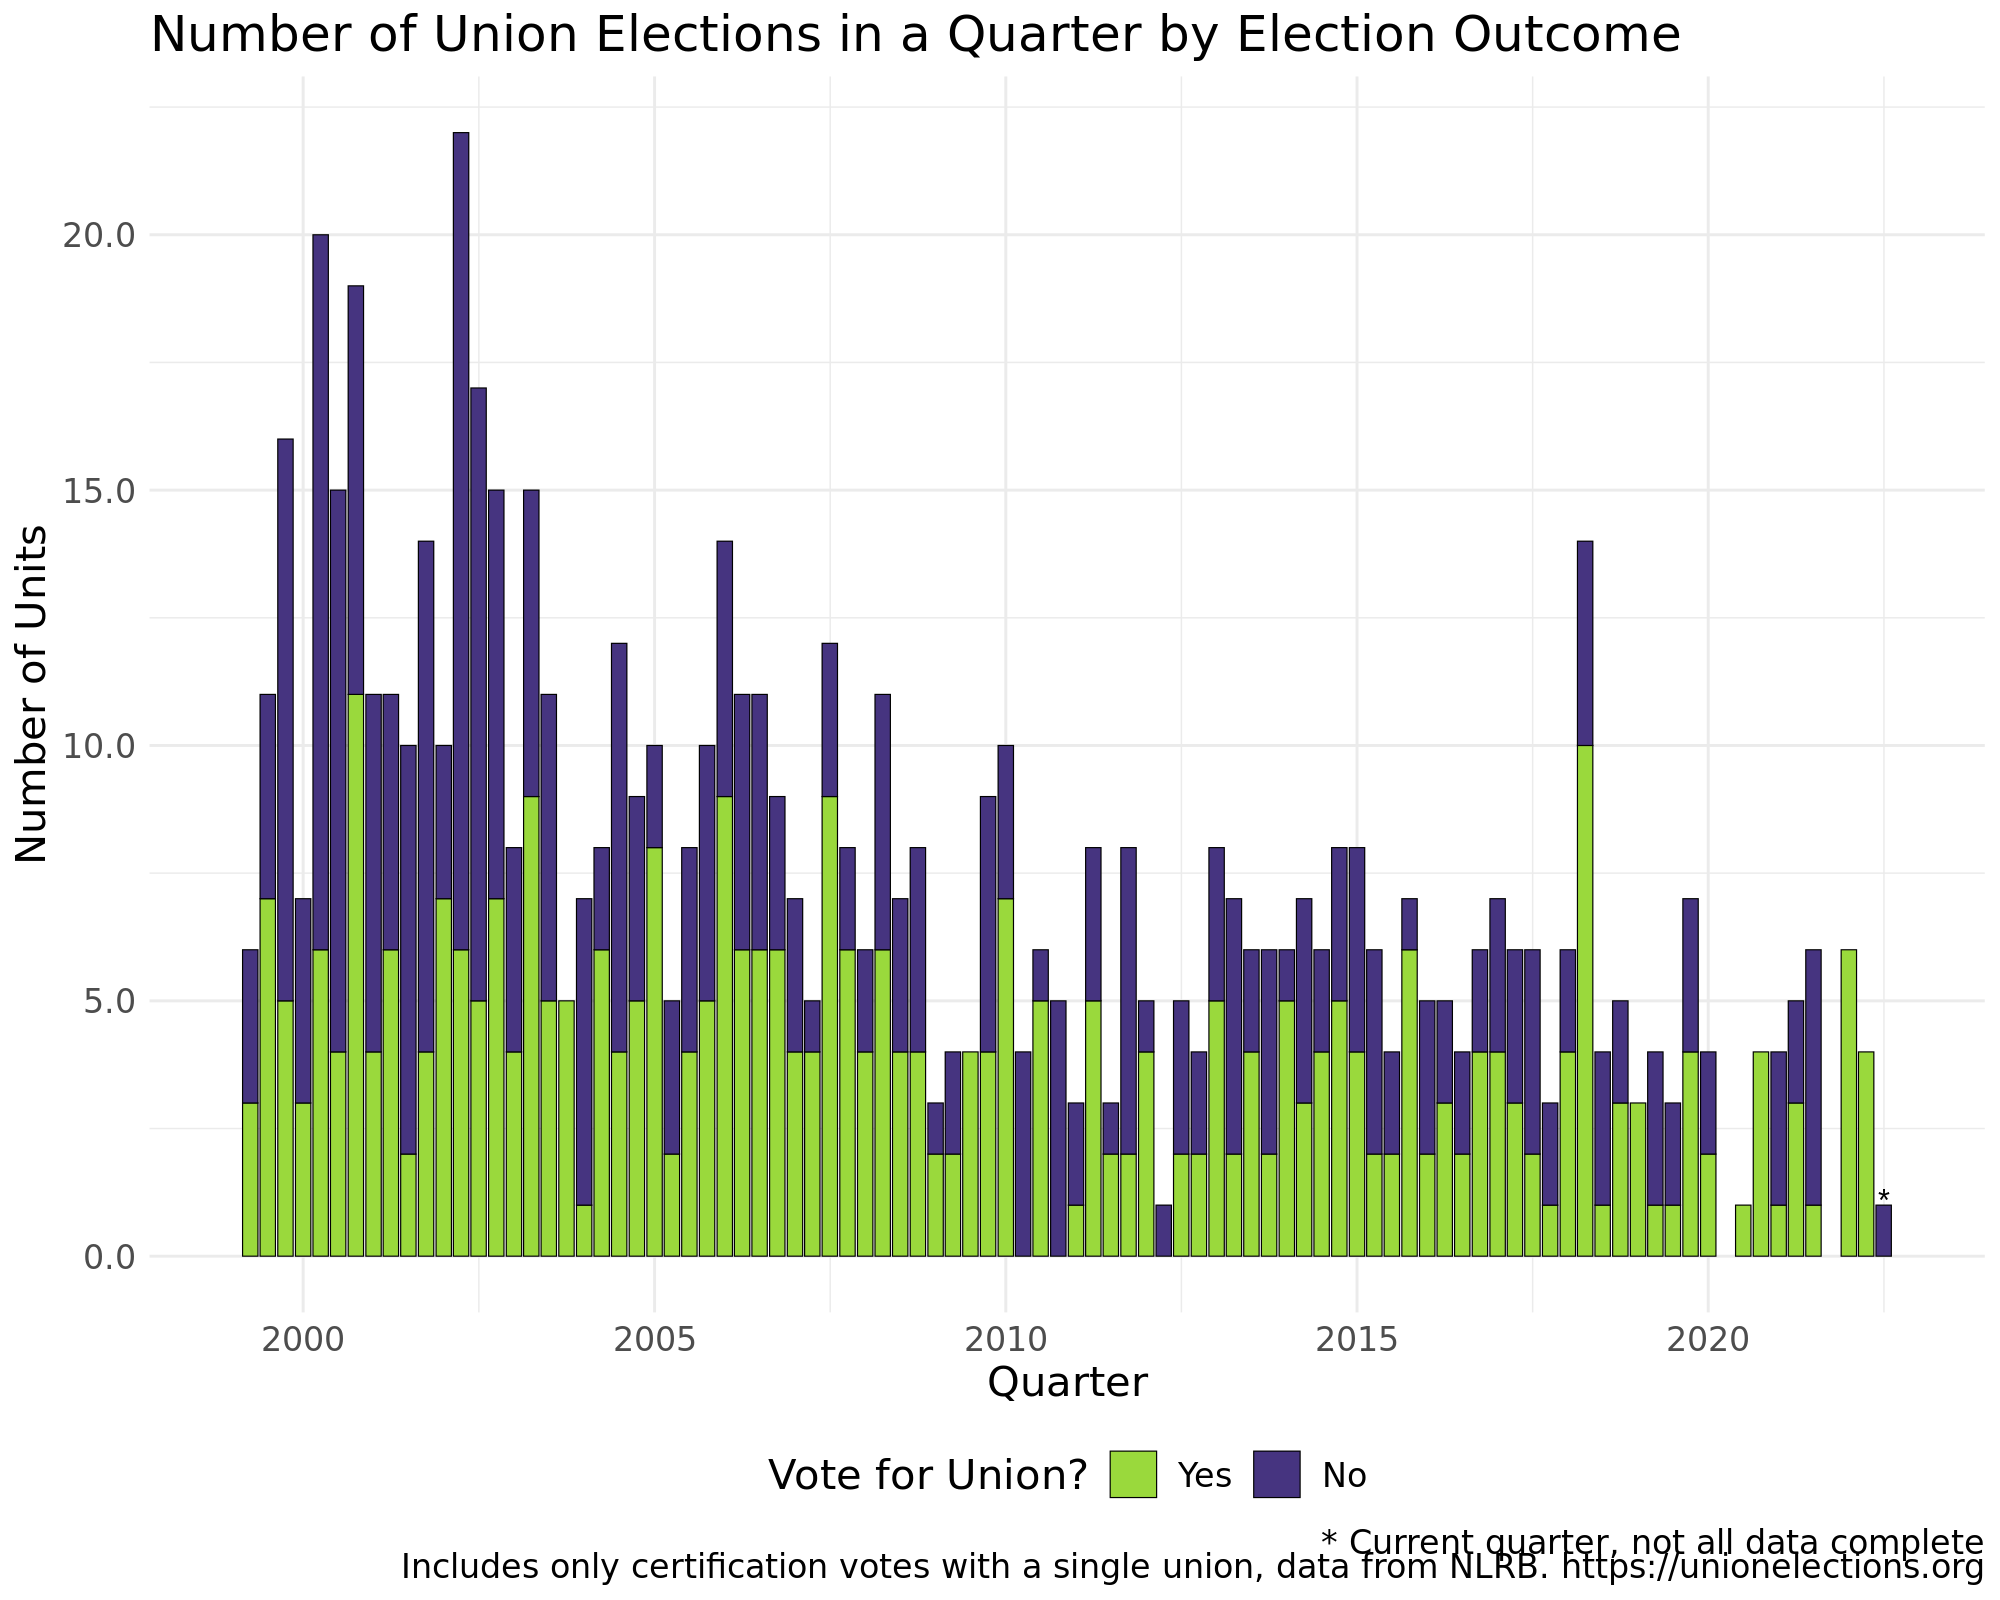 Number of Union Elections in a Quarter by Election Outcome
Number of Units
20.0
15.0
10.0
5.0
0.0
*
2000 2005 2010 2015 2020
Quarter
Vote for Union? Yes No
* Current quarter, not all data complete
Includes only certification votes with a single union, data from NLRB. https://unionelections.org